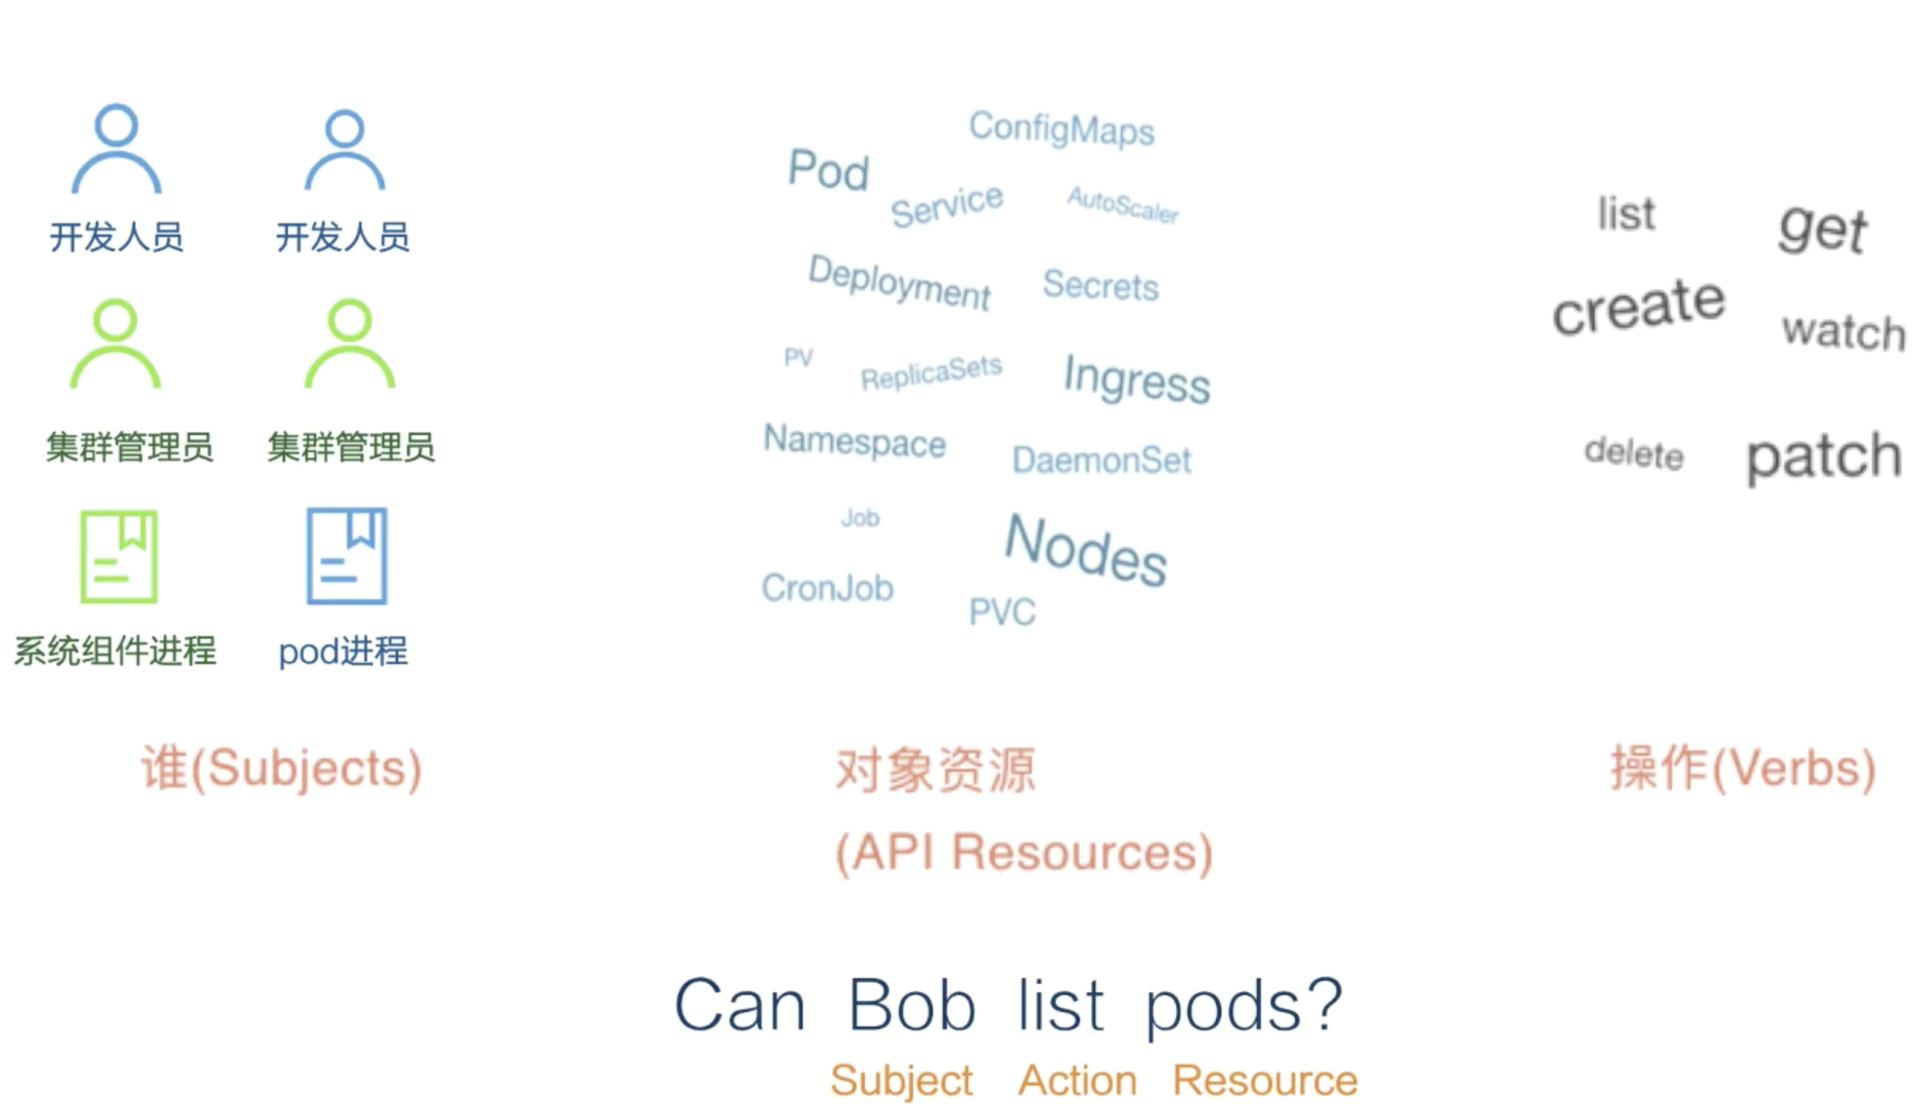 开发人员
开发人员
集群管理员
集群管理员
系统组件进程
pod进程
谁(Subjects)
ConfigMaps
Pod
Service
AutoScaler
Deployment
Secrets
PV
ReplicaSets
Ingress
Namespace
DaemonSet
Job
Nodes
CronJob
PVC
对象资源
(API Resources)
list
get
create
watch
delete
patch
操作(Verbs)
Can Bob list pods?
Subject Action Resource